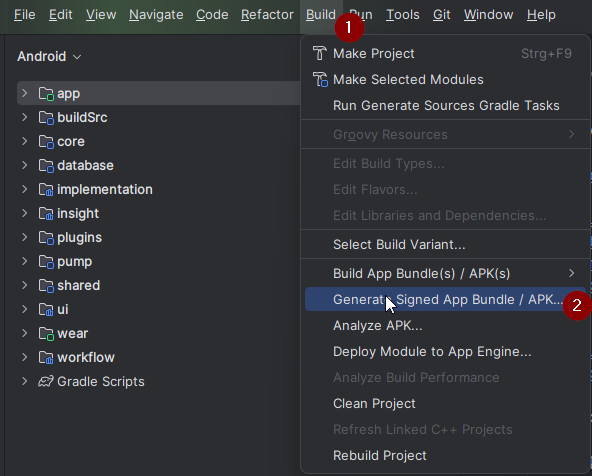 File Edit View Navigate Code Refactor Build Run Tools Git Window Help
1
Android
app
buildSrc
core
database
implementation
insight
plugins
pump
shared
ui
wear
workflow
Gradle Scripts
Make Project Strg+F9
Make Selected Modules
Run Generate Sources Gradle Tasks
Groovy Resources
Edit Build Types...
Edit Flavors...
Edit Libraries and Dependencies...
Select Build Variant...
Build App Bundle(s) / APK(s)
Generate Signed App Bundle / APK...
2
Analyze APK...
Deploy Module to App Engine...
Analyze Build Performance
Clean Project
Refresh Linked C++ Projects
Rebuild Project